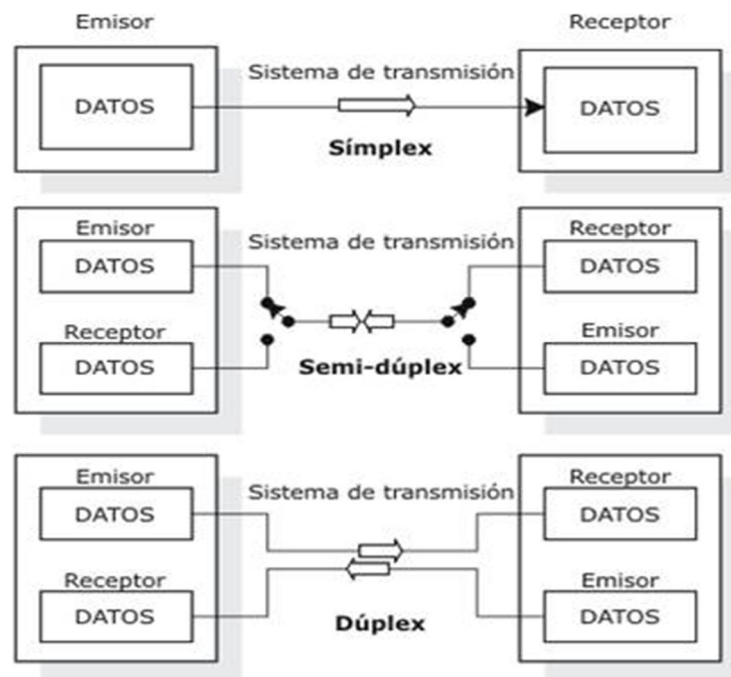 Emisor
Receptor
Sistema de transmisión
DATOS
DATOS
Símplex
Emisor
Sistema de transmisión
Receptor
DATOS
DATOS
Receptor
Emisor
DATOS
Semi-dúplex
DATOS
Emisor
Sistema de transmisión
Receptor
DATOS
DATOS
Receptor
Emisor
DATOS
Dúplex
DATOS